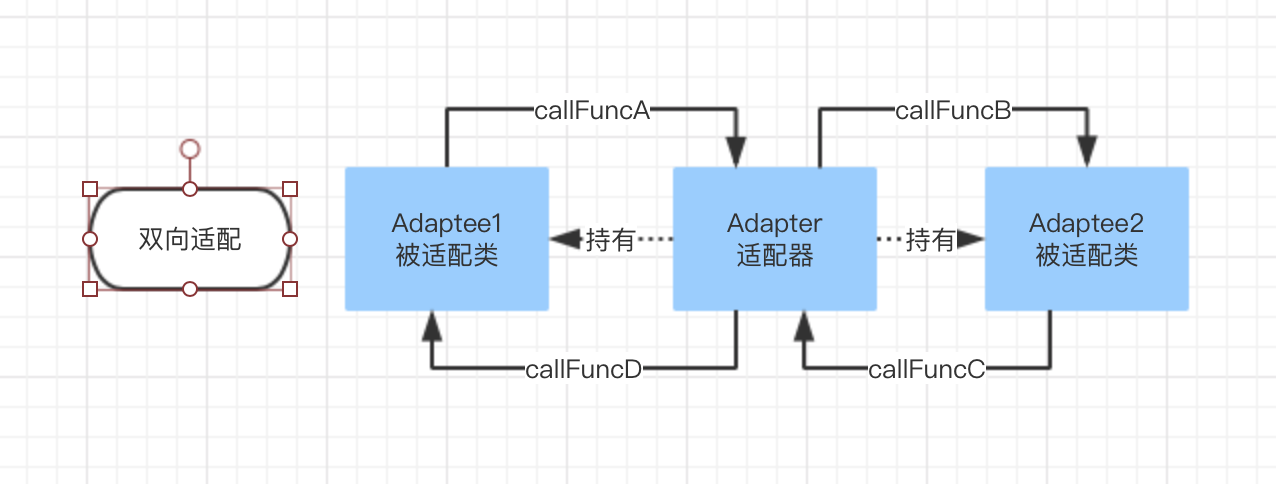 callFuncA
callFuncB
双向适配
Adaptee1
被适配类
持有
Adapter
适配器
持有
Adaptee2
被适配类
callFuncD
callFuncC